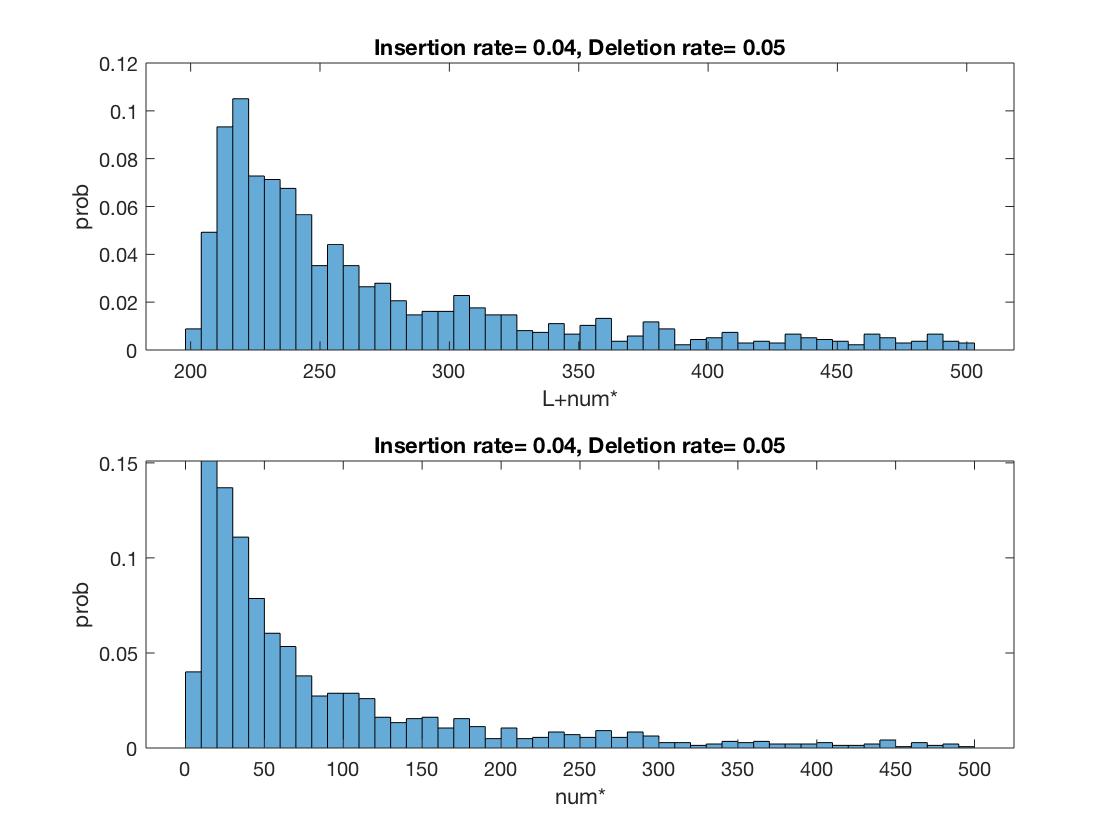 Insertion rate= 0.04, Deletion rate= 0.05
0.12
0.1
0.08
0.06
0.04
0.02
0
prob
200 250 300 350 400 450 500
L+num*
Insertion rate= 0.04, Deletion rate= 0.05
0.15
0.1
0.05
0
prob
0 50 100 150 200 250 300 350 400 450 500
num*